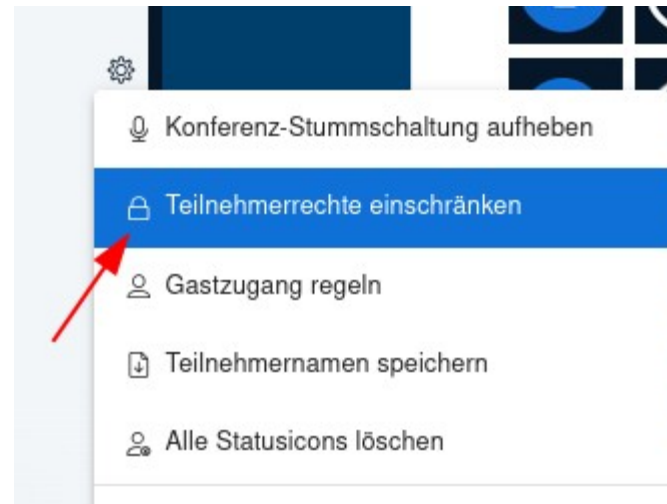 Konferenz-Stummschaltung aufheben
Teilnehmerrechte einschränken
Gastzugang regeln
Teilnehmernamen speichern
Alle Statusicons löschen